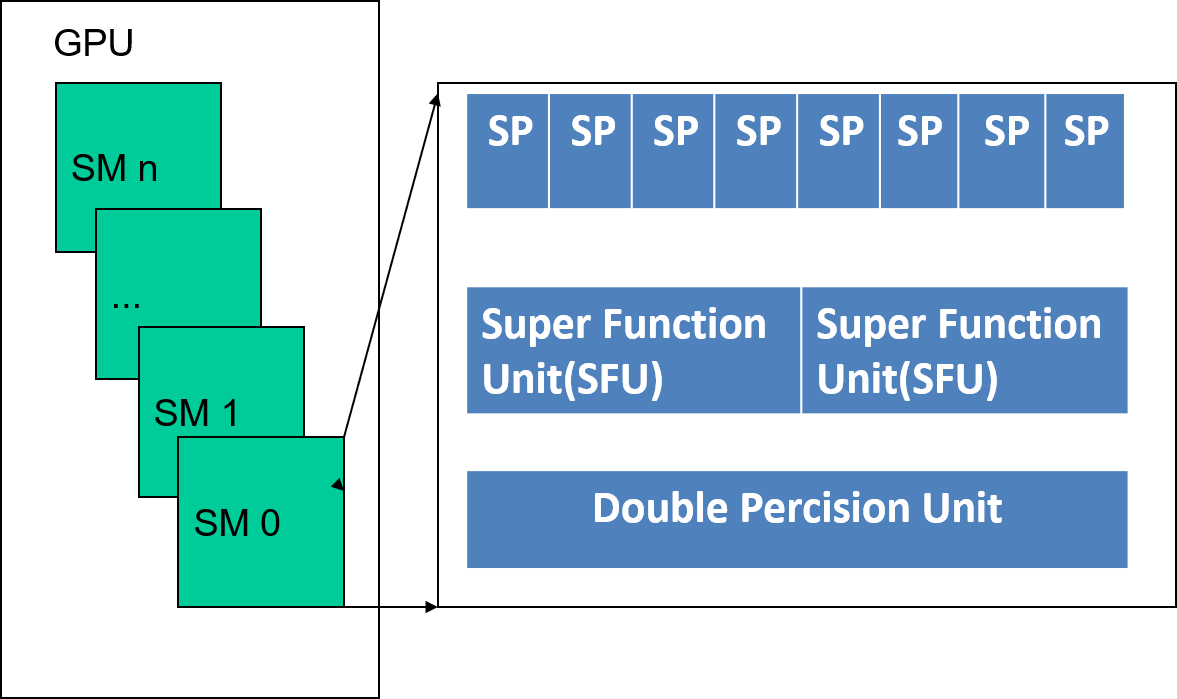 GPU
SM n
...
SM 1
SM 0
SP SP SP SP SP SP SP SP
Super Function
Unit(SFU)
Super Function
Unit(SFU)
Double Percision Unit